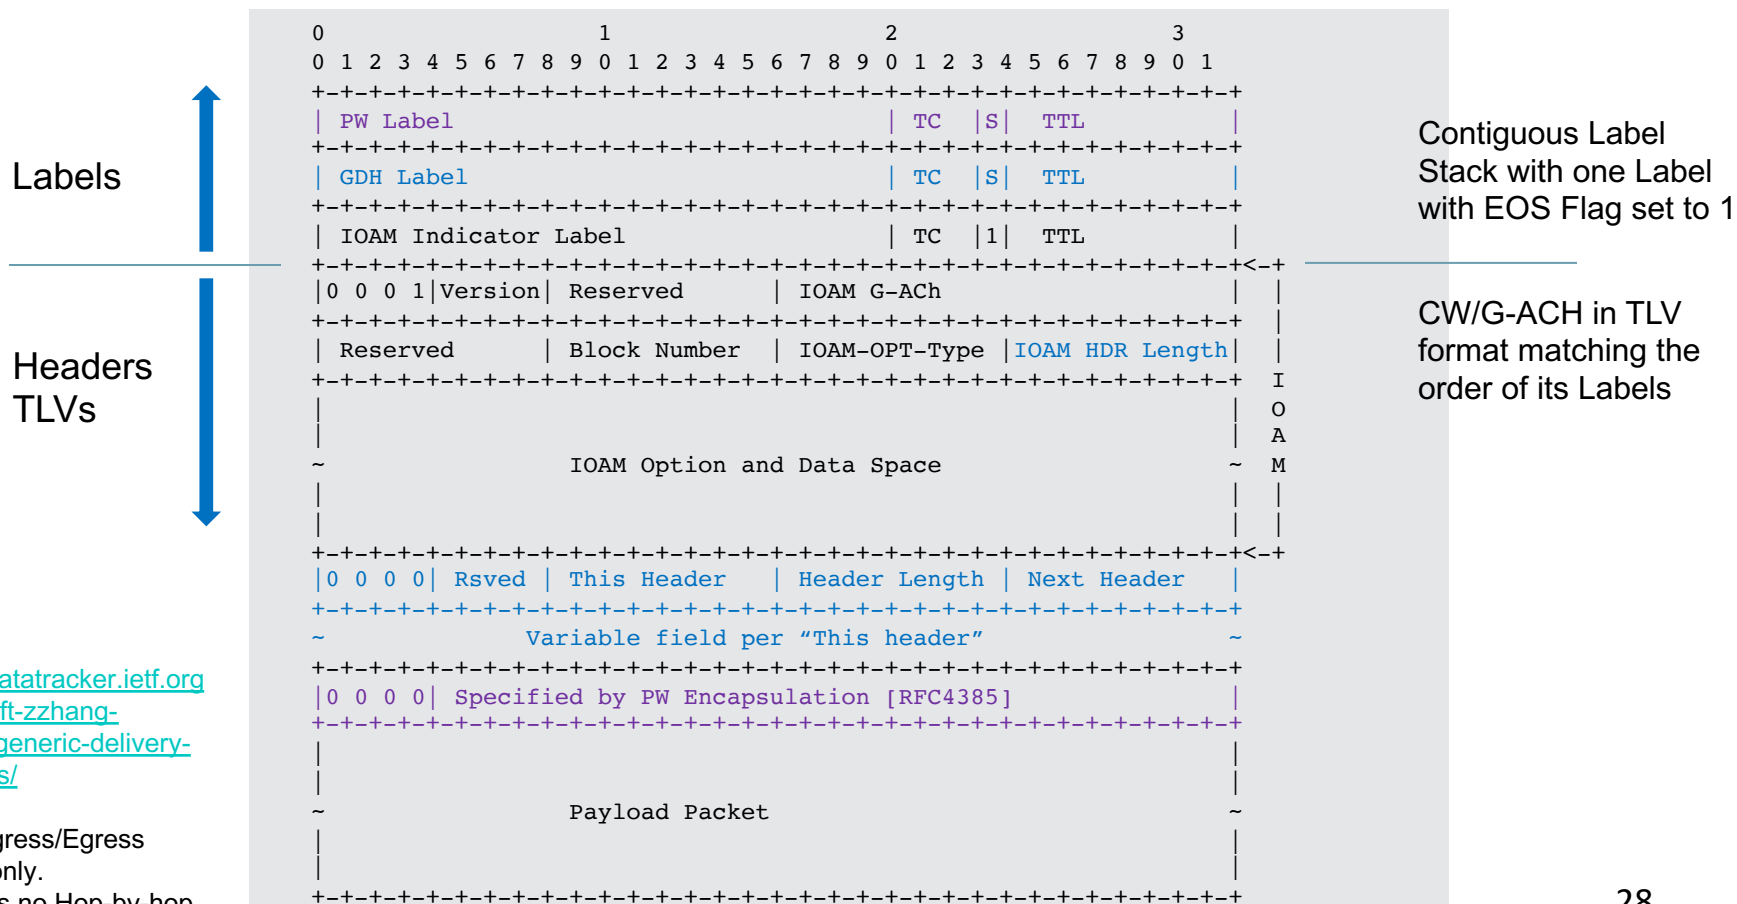 0                   1                   2                   3
0 1 2 3 4 5 6 7 8 9 0 1 2 3 4 5 6 7 8 9 0 1 2 3 4 5 6 7 8 9 0 1
+-+-+-+-+-+-+-+-+-+-+-+-+-+-+-+-+-+-+-+-+-+-+-+-+-+-+-+-+-+-+-+-+
| PW Label                              | TC  |S|  TTL          |
+-+-+-+-+-+-+-+-+-+-+-+-+-+-+-+-+-+-+-+-+-+-+-+-+-+-+-+-+-+-+-+-+
| GDH Label                             | TC  |S|  TTL          |
+-+-+-+-+-+-+-+-+-+-+-+-+-+-+-+-+-+-+-+-+-+-+-+-+-+-+-+-+-+-+-+-+
| IOAM Indicator Label                  | TC  |1|  TTL          |
+-+-+-+-+-+-+-+-+-+-+-+-+-+-+-+-+-+-+-+-+-+-+-+-+-+-+-+-+-+-+-+-+<-+
|0 0 0 1|Version| Reserved      | IOAM G-ACh                    |  |
+-+-+-+-+-+-+-+-+-+-+-+-+-+-+-+-+-+-+-+-+-+-+-+-+-+-+-+-+-+-+-+-+  |
| Reserved      | Block Number  | IOAM-OPT-Type |IOAM HDR Length|  |
+-+-+-+-+-+-+-+-+-+-+-+-+-+-+-+-+-+-+-+-+-+-+-+-+-+-+-+-+-+-+-+-+  I
|                                                               |  O
|                                                               |  A
~                 IOAM Option and Data Space                    ~  M
|                                                               |  |
|                                                               |  |
+-+-+-+-+-+-+-+-+-+-+-+-+-+-+-+-+-+-+-+-+-+-+-+-+-+-+-+-+-+-+-+-+<-+
|0 0 0 0| Rsved | This Header   | Header Length | Next Header   |
+-+-+-+-+-+-+-+-+-+-+-+-+-+-+-+-+-+-+-+-+-+-+-+-+-+-+-+-+-+-+-+-+
~              Variable field per “This header”                 ~
+-+-+-+-+-+-+-+-+-+-+-+-+-+-+-+-+-+-+-+-+-+-+-+-+-+-+-+-+-+-+-+-+
|0 0 0 0| Specified by PW Encapsulation [RFC4385]               |
+-+-+-+-+-+-+-+-+-+-+-+-+-+-+-+-+-+-+-+-+-+-+-+-+-+-+-+-+-+-+-+-+
|                                                               |
|                                                               |
~                 Payload Packet                                ~
|                                                               |
|                                                               |
+-+-+-+-+-+-+-+-+-+-+-+-+-+-+-+-+-+-+-+-+-+-+-+-+-+-+-+-+-+-+-+-+
Labels
Headers
TLVs
Contiguous Label
Stack with one Label
with EOS Flag set to 1
CW/G-ACH in TLV
format matching the
order of its Labels
atatracker.ietf.org
ft-zzhang-
generic-delivery-
s/
gress/Egress
only.
s no Hop-by-hop
28